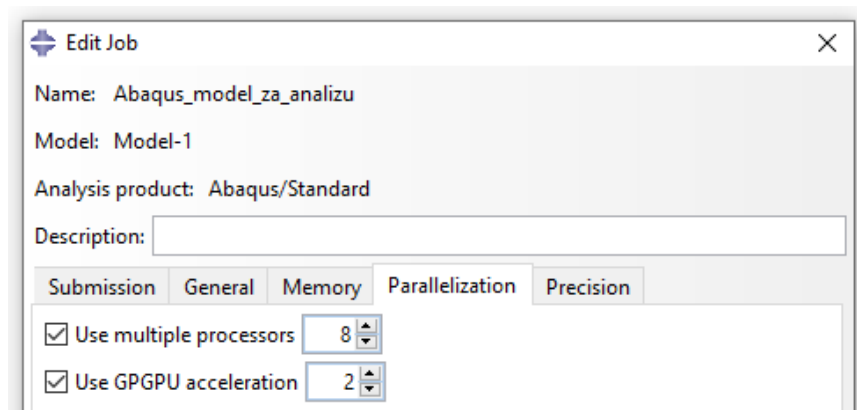 Edit Job
Name: Abaqus_model_za_analizu
Model: Model-1
Analysis product: Abaqus/Standard
Description:
Submission General Memory Parallelization Precision
Use multiple processors 8
Use GPGPU acceleration 2